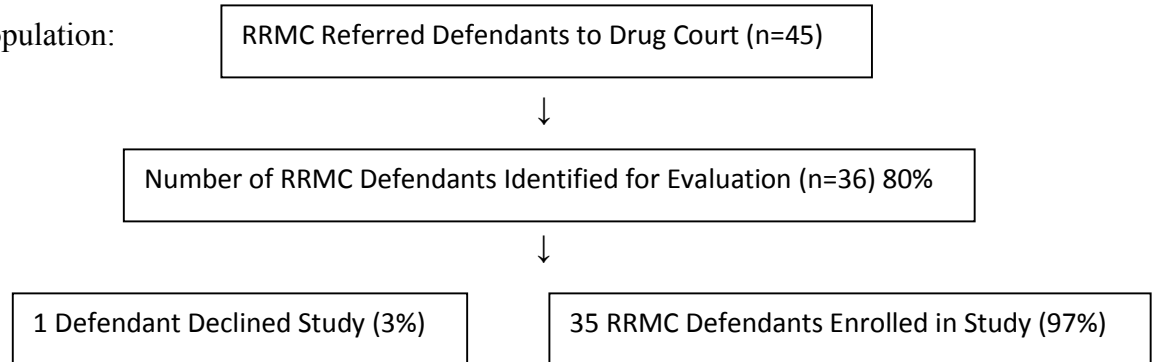 opulation:
RRMC Referred Defendants to Drug Court (n=45)
↓
Number of RRMC Defendants Identified for Evaluation (n=36) 80%
↓
1 Defendant Declined Study (3%)
35 RRMC Defendants Enrolled in Study (97%)